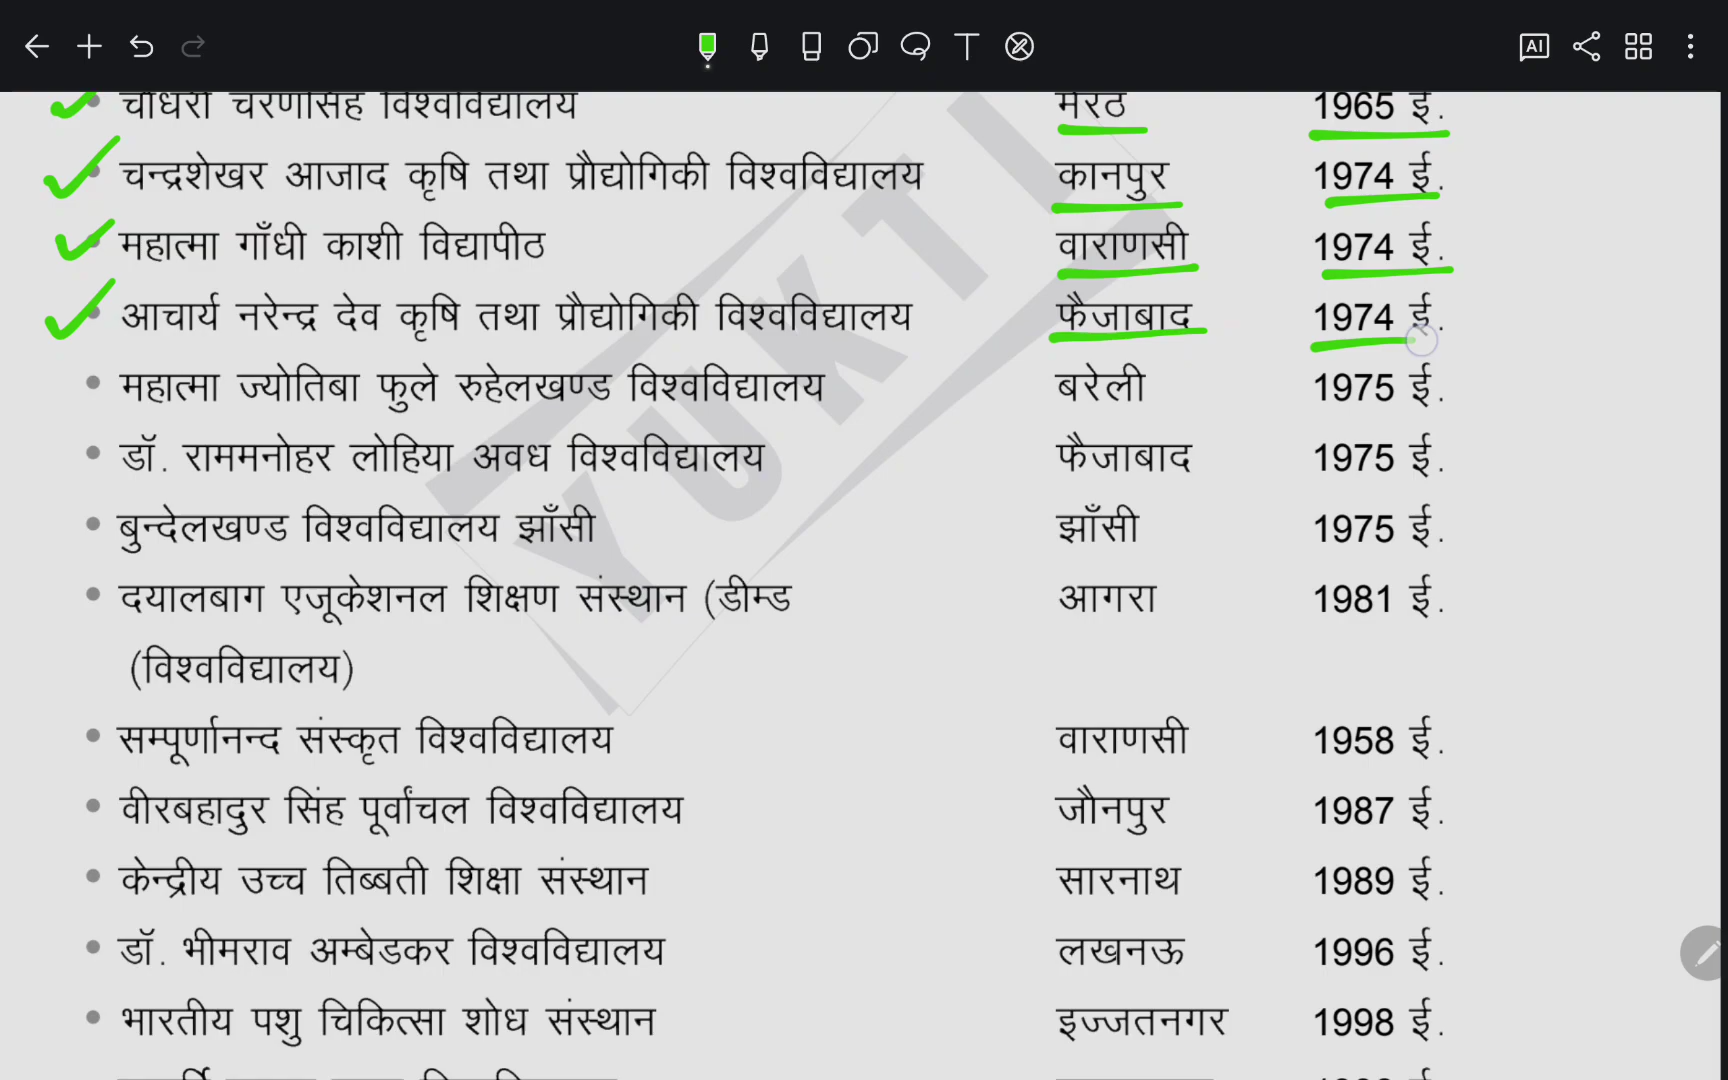 AI
चौधरी चरणसिंह विश्वविद्यालय मेरठ 1965 ई.
चन्द्रशेखर आजाद कृषि तथा प्रौद्योगिकी विश्वविद्यालय कानपुर 1974 ई.
महात्मा गाँधी काशी विद्यापीठ वाराणसी 1974 ई.
आचार्य नरेन्द्र देव कृषि तथा प्रौद्योगिकी विश्वविद्यालय फैजाबाद 1974 ई.
महात्मा ज्योतिबा फुले रुहेलखण्ड विश्वविद्यालय बरेली 1975 ई.
डॉ. राममनोहर लोहिया अवध विश्वविद्यालय फैजाबाद 1975 ई.
बुन्देलखण्ड विश्वविद्यालय झाँसी झाँसी 1975 ई.
दयालबाग एजूकेशनल शिक्षण संस्थान (डीम्ड आगरा 1981 ई.
(विश्वविद्यालय)
सम्पूर्णानन्द संस्कृत विश्वविद्यालय वाराणसी 1958 ई.
वीरबहादुर सिंह पूर्वांचल विश्वविद्यालय जौनपुर 1987 ई.
केन्द्रीय उच्च तिब्बती शिक्षा संस्थान सारनाथ 1989 ई.
डॉ. भीमराव अम्बेडकर विश्वविद्यालय लखनऊ 1996 ई.
भारतीय पशु चिकित्सा शोध संस्थान इज्जतनगर 1998 ई.
YUKTI